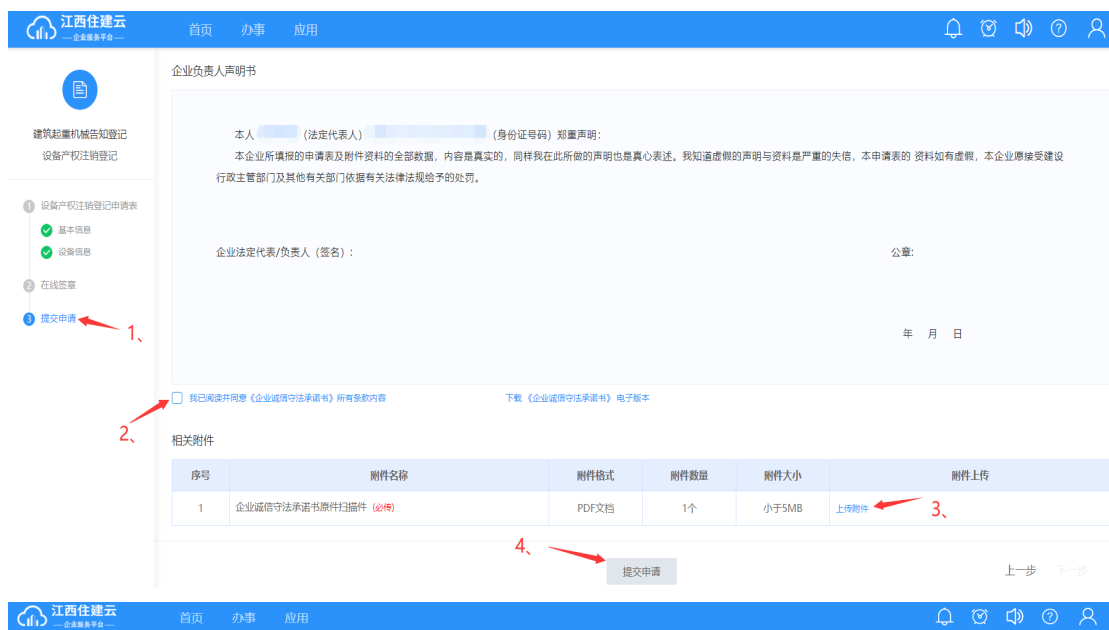 江西住建云
企业服务平台
首页 办事 应用
建筑起重机械告知登记
设备产权注销登记
1 设备产权注销登记申请表
基本信息
设备信息
2 在线签章
3 提交申请
1、
企业负责人声明书
本人 (法定代表人) (身份证号码) 郑重声明：
本企业所填报的申请表及附件资料的全部数据，内容是真实的，同样我在此所做的声明也是真心表述。我知道虚假的声明与资料是严重的失信，本申请表的 资料如有虚假，本企业愿接受建设
行政主管部门及其他有关部门依据有关法律法规给予的处罚。
企业法定代表/负责人（签名）： 公章:
年 月 日
2、
我已阅读并同意《企业诚信守法承诺书》所有条款内容 下载《企业诚信守法承诺书》电子版本
相关附件
序号 附件名称 附件格式 附件数量 附件大小 附件上传
1 企业诚信守法承诺书原件扫描件 (必传) PDF文档 1个 小于5MB 上传附件
3、
4、
提交申请 上一步 下一步
江西住建云
企业服务平台
首页 办事 应用